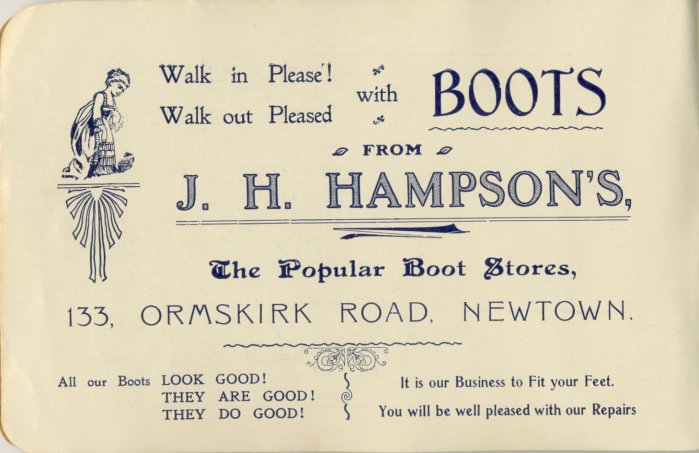 Walk in Please!
Walk out Pleased
with BOOTS
FROM
J. H. HAMPSON'S,
The Popular Boot Stores,
133, ORMSKIRK ROAD, NEWTOWN.
All our Boots LOOK GOOD!
THEY ARE GOOD!
THEY DO GOOD!
It is our Business to Fit your Feet.
You will be well pleased with our Repairs